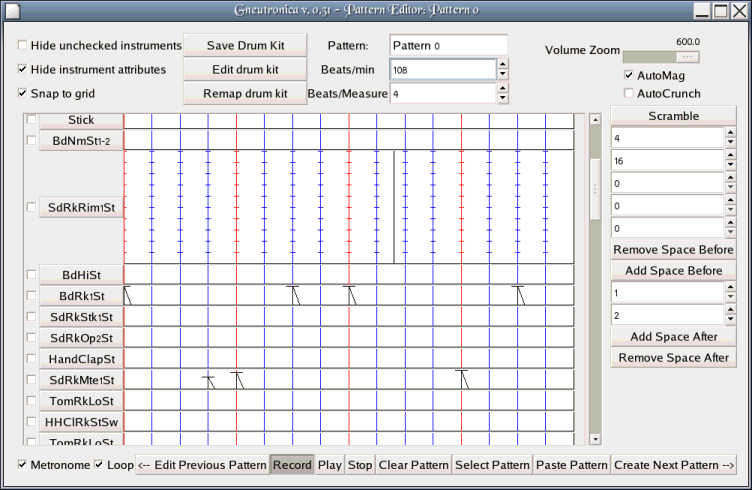 Gneutronica v. 0.31 - Pattern Editor: Pattern 0
Hide unchecked instruments Save Drum Kit Pattern: Pattern 0 Volume Zoom 600.0
Hide instrument attributes Edit drum kit Beats/min 108 AutoMag
Snap to grid Remap drum kit Beats/Measure 4 AutoCrunch
Stick
BdNmSt1-2
SdRkRim1St
BdHiSt
BdRk1St
SdRkStk1St
SdRkOp2St
HandClapSt
SdRkMte1St
TomRkLoSt
HHClRkStSw
TomRkLoSt
Scramble
4
16
0
0
0
Remove Space Before
Add Space Before
1
2
Add Space After
Remove Space After
Metronome Loop <-- Edit Previous Pattern Record Play Stop Clear Pattern Select Pattern Paste Pattern Create Next Pattern -->